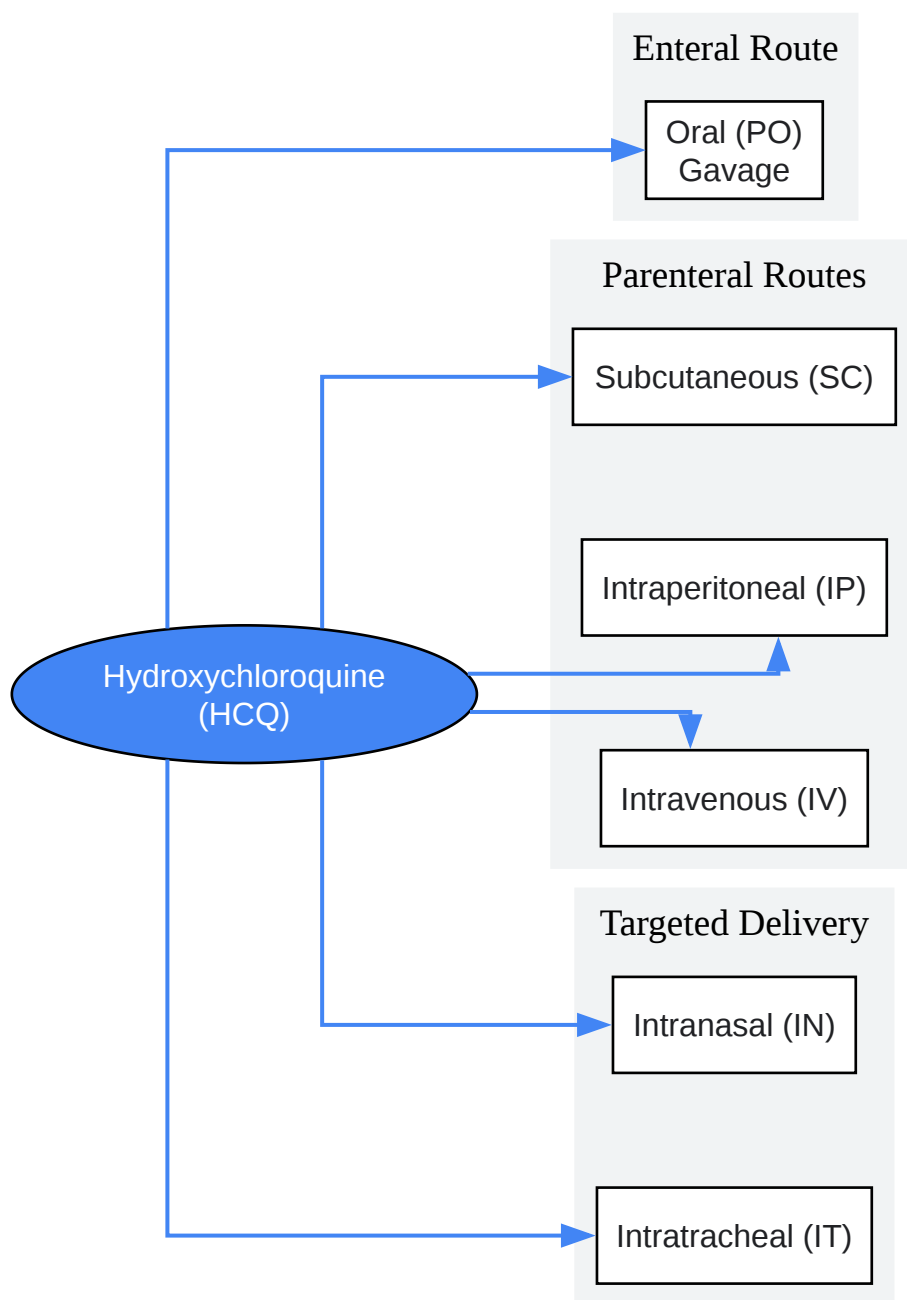 Enteral Route
Oral (PO)
Gavage
Parenteral Routes
Subcutaneous (SC)
Intraperitoneal (IP)
Hydroxychloroquine
(HCQ)
Intravenous (IV)
Targeted Delivery
Intranasal (IN)
Intratracheal (IT)